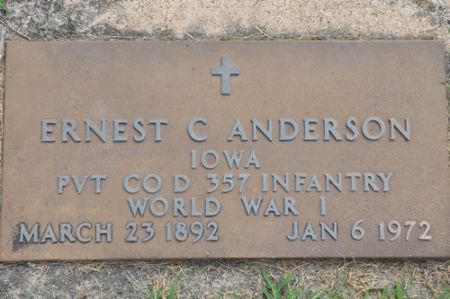 ERNEST C ANDERSON
IOWA
PVT CO D 357 INFANTRY
WORLD WAR I
MARCH 23 1892 JAN 6 1972